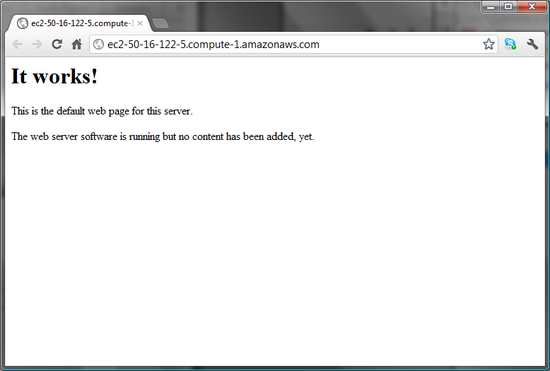 ec2-50-16-122-5.compute-1
ec2-50-16-122-5.compute-1.amazonaws.com
It works!
This is the default web page for this server.
The web server software is running but no content has been added, yet.